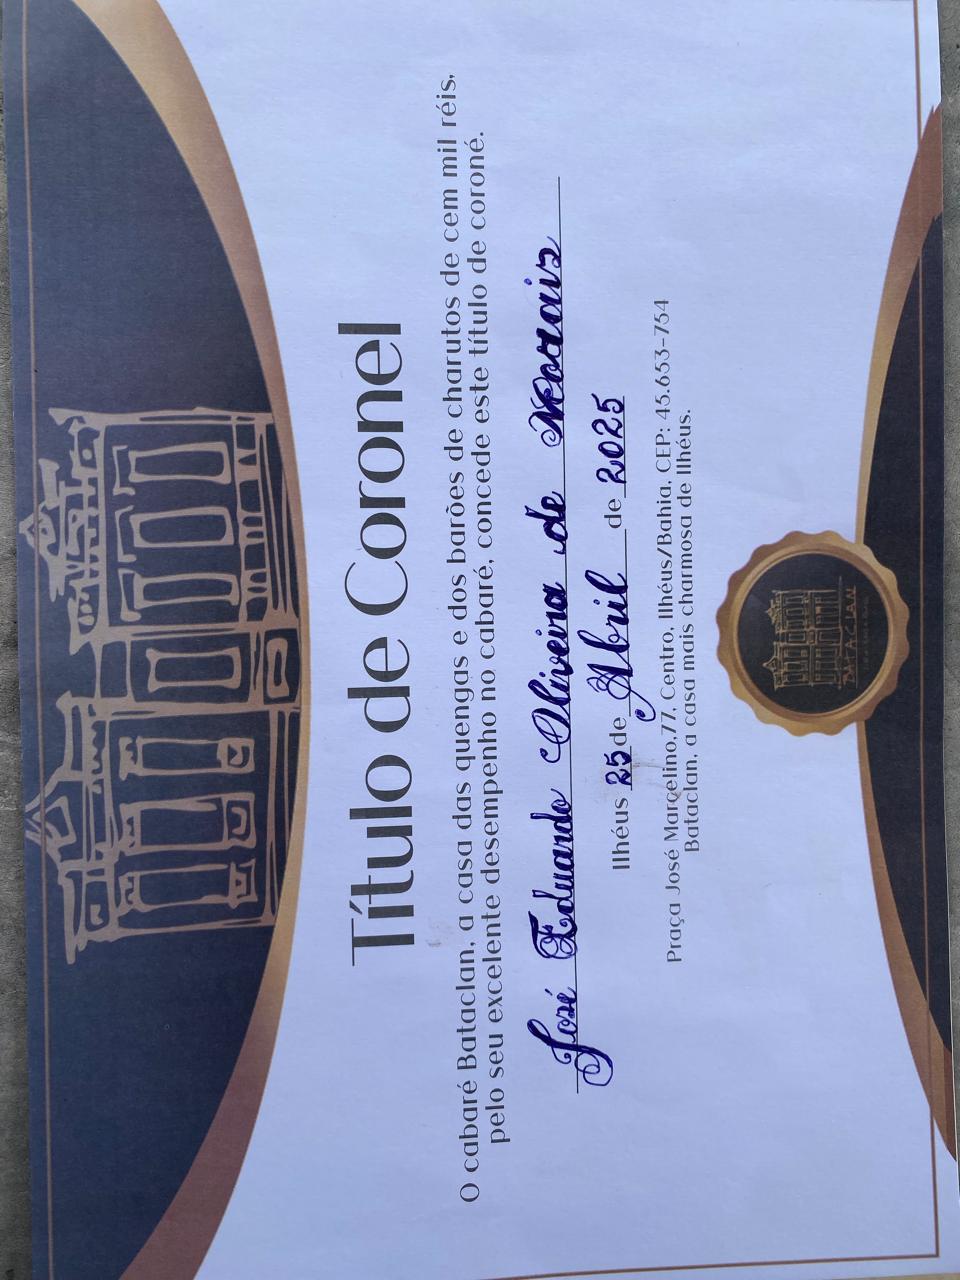 Título de Coronel
O cabaré Bataclan, a casa das quengas e dos barões de charutos de cem mil réis,
pelo seu excelente desempenho no cabaré, concede este título de coroné.
José Eduardo Oliveira de Morais
Ilhéus 25 de Abril de 2025
Praça José Marcelino,77, Centro, Ilhéus/Bahia, CEP: 45.653-754
Bataclan, a casa mais charmosa de Ilhéus.
BATACLAN